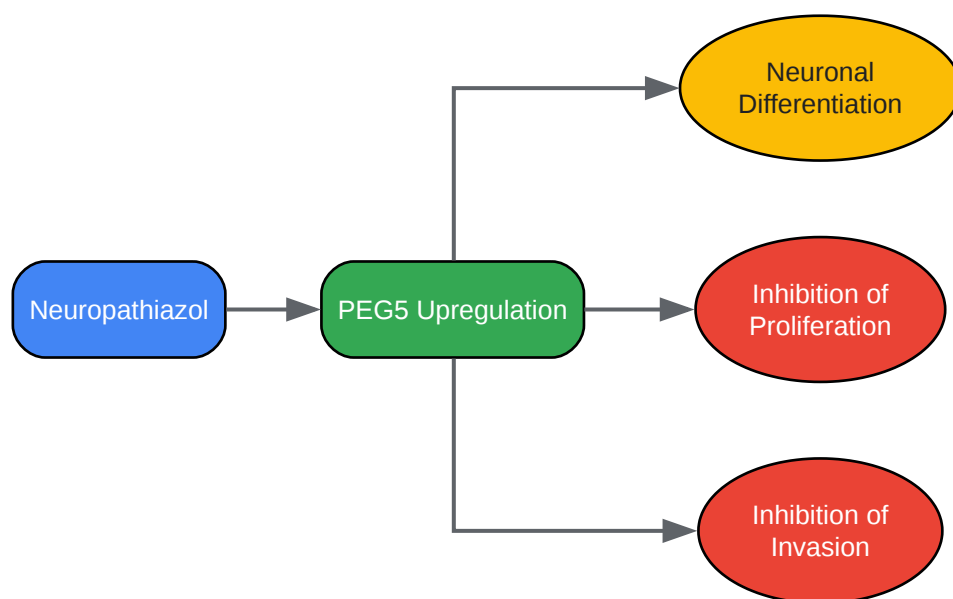 Neuronal
Differentiation
Neuropathiazol
PEG5 Upregulation
Inhibition of
Proliferation
Inhibition of
Invasion